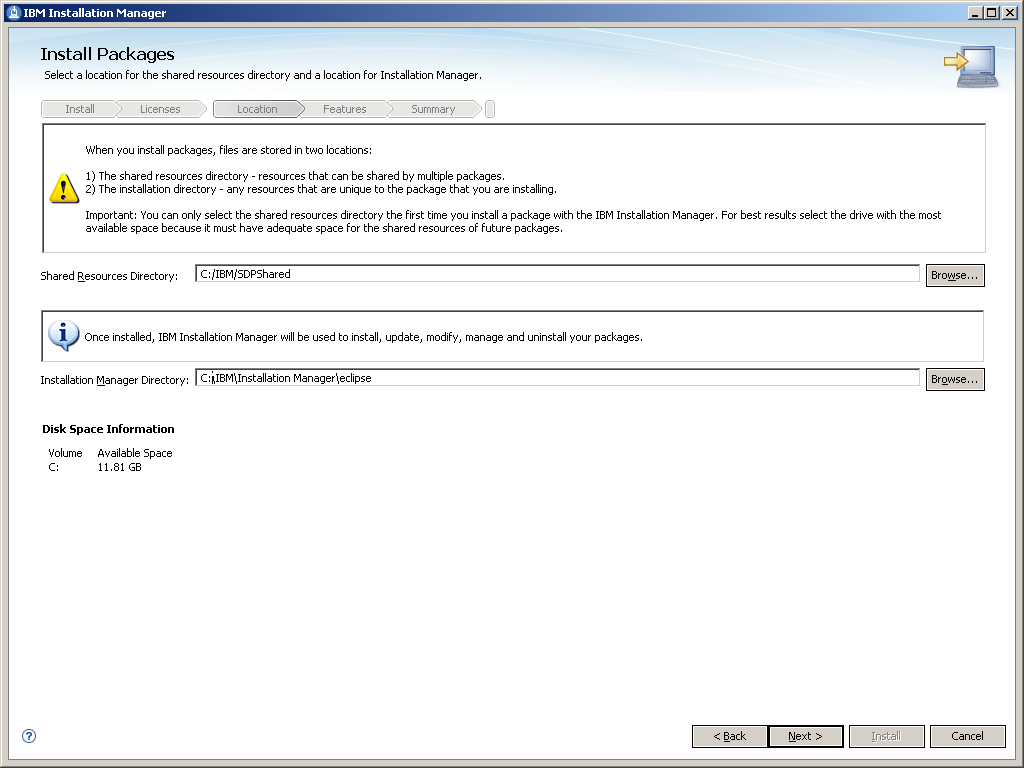 IBM Installation Manager
Install Packages
Select a location for the shared resources directory and a location for Installation Manager.
Install Licenses Location Features Summary
When you install packages, files are stored in two locations:
1) The shared resources directory - resources that can be shared by multiple packages.
2) The installation directory - any resources that are unique to the package that you are installing.
Important: You can only select the shared resources directory the first time you install a package with the IBM Installation Manager. For best results select the drive with the most
available space because it must have adequate space for the shared resources of future packages.
Shared Resources Directory: C:/IBM/SDPShared Browse...
Once installed, IBM Installation Manager will be used to install, update, modify, manage and uninstall your packages.
Installation Manager Directory: C:\IBM\Installation Manager\eclipse Browse...
Disk Space Information
Volume Available Space
C: 11.81 GB
? < Back Next > Install Cancel